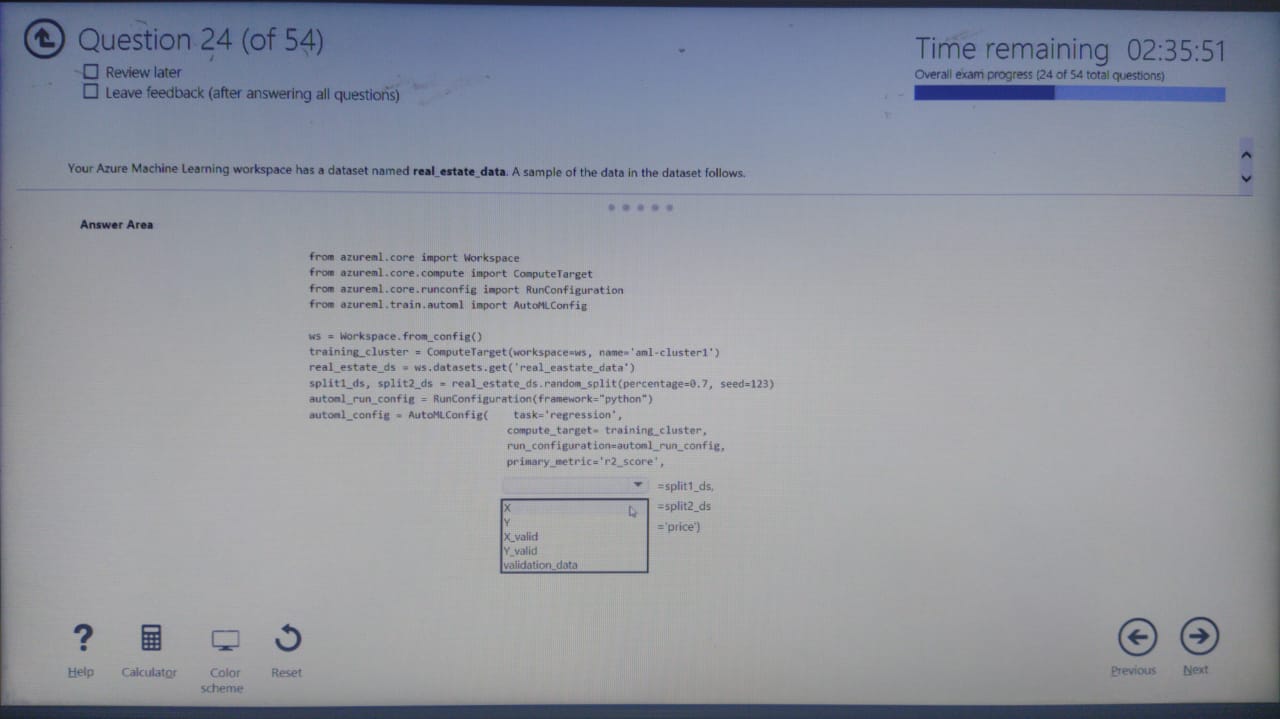 Question 24 (of 54)
Review later
Leave feedback (after answering all questions)
Time remaining 02:35:51
Overall exam progress (24 of 54 total questions)
Your Azure Machine Learning workspace has a dataset named real_estate_data. A sample of the data in the dataset follows.
Answer Area
from azureml.core import Workspace
from azureml.core.compute import ComputeTarget
from azureml.core.runconfig import RunConfiguration
from azureml.train.automl import AutoMLConfig
ws = Workspace.from_config()
training_cluster = ComputeTarget(workspace=ws, name='aml-cluster1')
real_estate_ds = ws.datasets.get('real_eastate_data')
split1_ds, split2_ds = real_estate_ds.random_split(percentage=0.7, seed=123)
automl_run_config = RunConfiguration(framework="python")
automl_config = AutoMLConfig( task='regression',
compute_target= training_cluster,
run_configuration=automl_run_config,
primary_metric='r2_score',
=split1_ds,
X =split2_ds
Y ='price')
X_valid
Y_valid
validation_data
Help Calculator Color scheme Reset
Previous Next